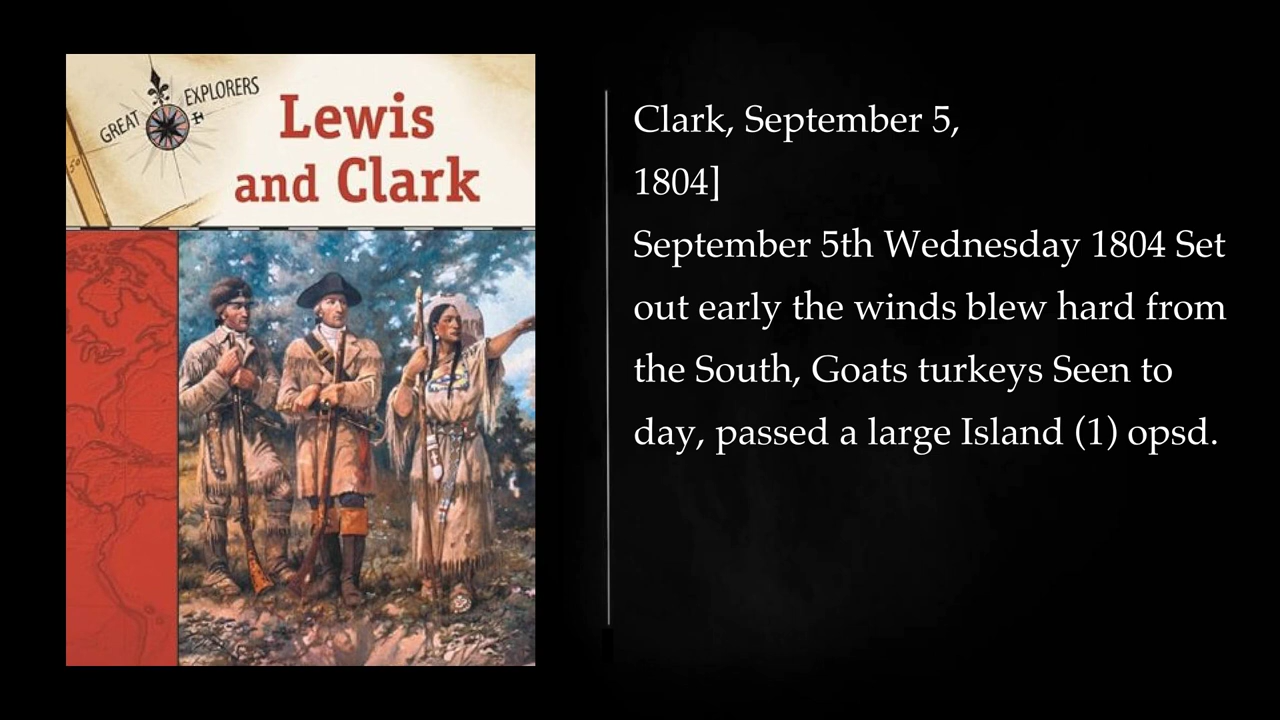 GREAT EXPLORERS
Lewis
and Clark
50
Clark, September 5,
1804]
September 5th Wednesday 1804 Set
out early the winds blew hard from
the South, Goats turkeys Seen to
day, passed a large Island (1) opsd.